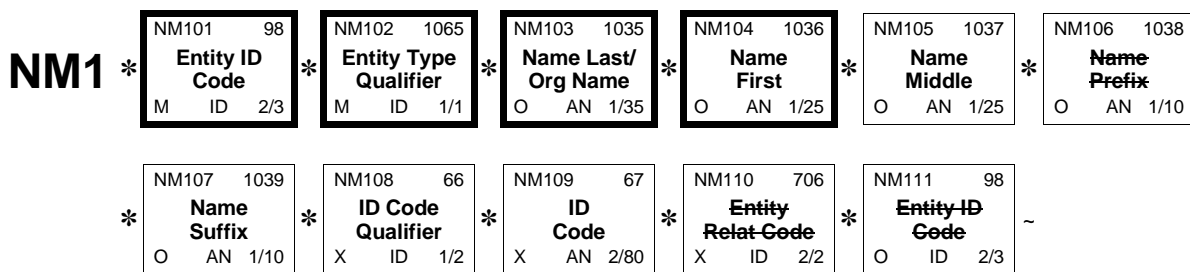 NM1 * NM101 98 * NM102 1065 * NM103 1035 * NM104 1036 * NM105 1037 * NM106 1038
Entity ID Entity Type Name Last/ Name Name Name
Code Qualifier Org Name First Middle Prefix
M ID 2/3 M ID 1/1 O AN 1/35 O AN 1/25 O AN 1/25 O AN 1/10
* NM107 1039 * NM108 66 * NM109 67 * NM110 706 * NM111 98 ~
Name ID Code ID Entity Entity ID
Suffix Qualifier Code Relat Code Code
O AN 1/10 X ID 1/2 X AN 2/80 X ID 2/2 O ID 2/3